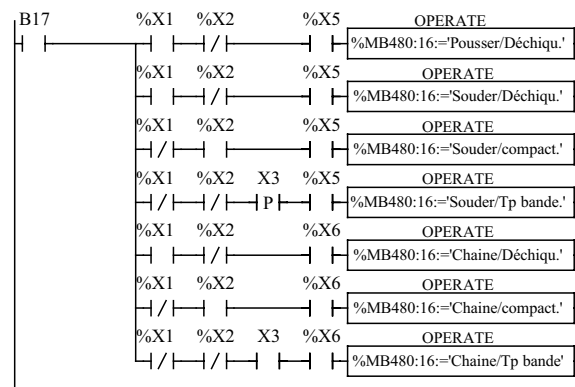 B17 %X1 %X2 %X5 OPERATE
%MB480:16:='Pousser/Déchiqu.'
%X1 %X2 %X5 OPERATE
%MB480:16:='Souder/Déchiqu.'
%X1 %X2 %X5 OPERATE
%MB480:16:='Souder/compact.'
%X1 %X2 X3 %X5 OPERATE
P %MB480:16:='Souder/Tp bande.'
%X1 %X2 %X6 OPERATE
%MB480:16:='Chaine/Déchiqu.'
%X1 %X2 %X6 OPERATE
%MB480:16:='Chaine/compact.'
%X1 %X2 X3 %X6 OPERATE
%MB480:16:='Chaine/Tp bande'